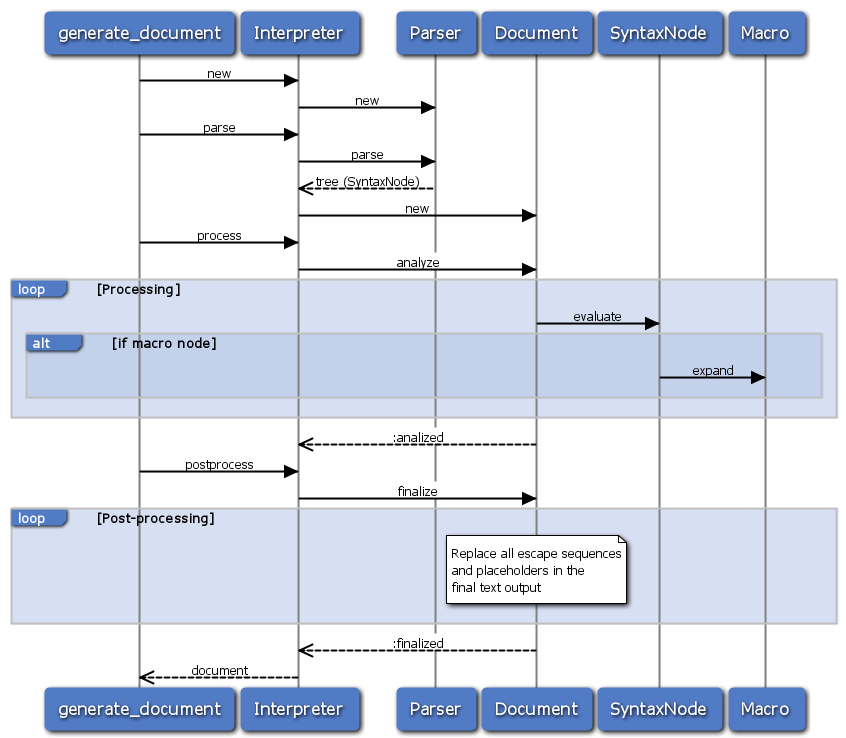 generate_document Interpreter Parser Document SyntaxNode Macro
new
new
parse
parse
tree (SyntaxNode)
new
process
analyze
loop [Processing]
evaluate
alt [if macro node]
expand
:analized
postprocess
finalize
loop [Post-processing]
Replace all escape sequences
and placeholders in the
final text output
:finalized
document
generate_document Interpreter Parser Document SyntaxNode Macro